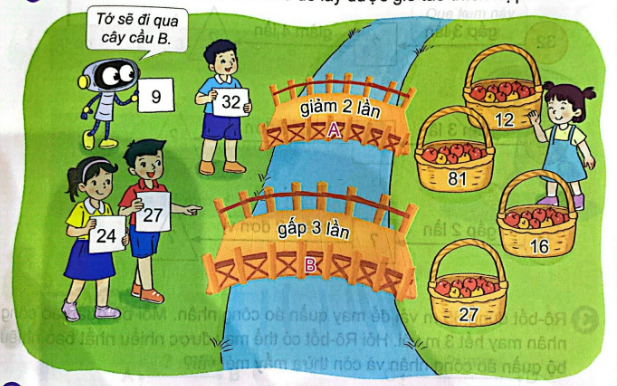 Tớ sẽ đi qua
cây cầu B.
9
32
24
27
giảm 2 lần
A
gấp 3 lần
B
12
81
16
27